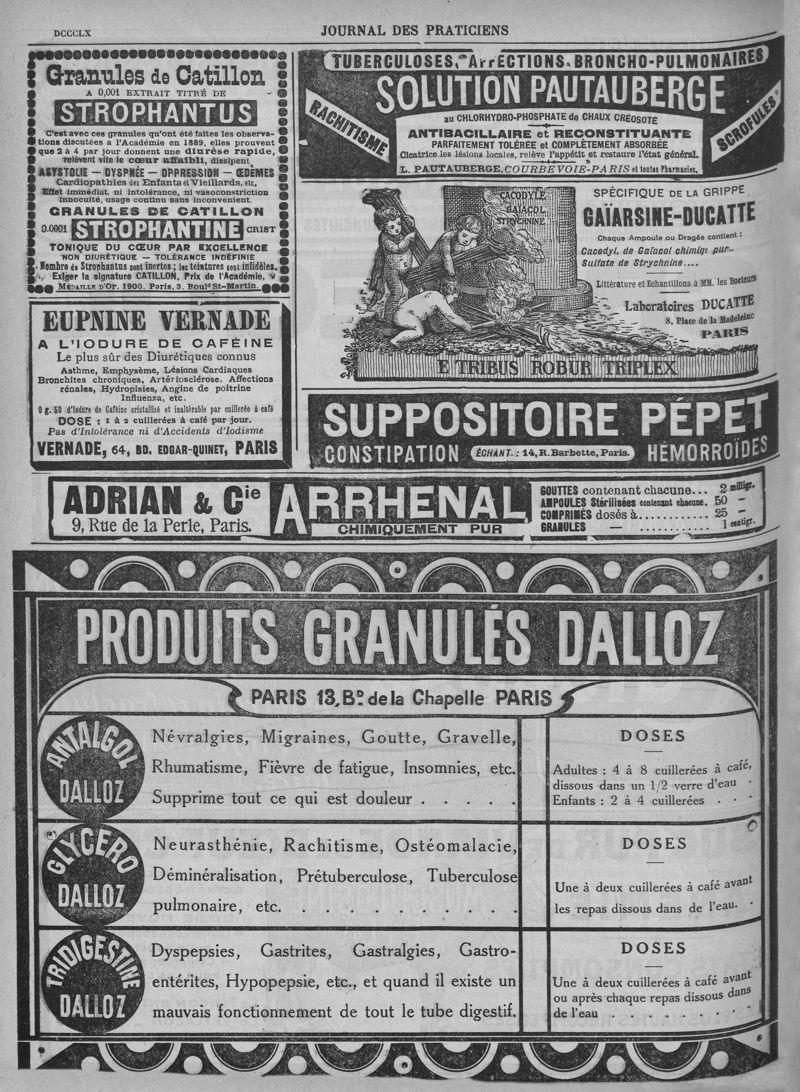 DCCCLX
JOURNAL DES PRATICIENS
Granules de Catillon
A 0,001 EXTRAIT TITRÉ DE
STROPHANTUS
C'est avec ces granules qu'ont été faites les observa-
tions discutées à l'Académie en 1889, elles prouvent
que 2 à 4 par jour donnent une diurèse rapide,
relèvent vite le cœur affaibli, dissipent
ASYSTOLIE — DYSPNÉE — OPPRESSION — ŒDEMES
Cardiopathies des Enfants et Vieillards, etc.
Effet immédiat, ni intolérance, ni vasoconstriction
innocuité, usage continu sans inconvenient.
GRANULES DE CATILLON
0.0001 STROPHANTINE CRIST
TONIQUE DU CŒUR PAR EXCELLENCE
NON DIURÉTIQUE — TOLÉRANCE INDÉFINIE
Nombre de Strophantus sont inertes; les teintures sont infidèles.
Exiger la signature CATILLON, Prix de l'Académie.
MÉDAILLE D'OR. 1900. Paris, 3. Boulᵈ St-Martin.
EUPNINE VERNADE
A L'IODURE DE CAFÉINE
Le plus sûr des Diurétiques connus
Asthme, Emphysème, Lésions Cardiaques
Bronchites chroniques, Artériosclérose. Affections
rénales, Hydropisies, Angine de poitrine
Influenza, etc.
0 g. 50 d'Iodure de Caféine cristallisé et inaltérable par cuillerée à café
DOSE : 1 à 2 cuillerées à café par jour.
Pas d'Intolérance ni d'Accidents d'Iodisme
VERNADE, 64, BD. EDGAR-QUINET, PARIS
TUBERCULOSES, AFFECTIONS BRONCHO-PULMONAIRES
RACHITISME
SOLUTION PAUTAUBERGE
SCROFULES
au CHLORHYDRO-PHOSPHATE de CHAUX CREOSOTÉ
ANTIBACILLAIRE et RECONSTITUANTE
PARFAITEMENT TOLÉRÉE et COMPLÈTEMENT ABSORBÉE
Cicatrice les lésions locales, relève l'appétit et restaure l'état général.
L. PAUTAUBERGE, COURBEVOIE-PARIS et toutes Pharmacies.
CACODYLE
GAÏACOL
STRYCHNINE
E TRIBUS ROBUR TRIPLEX
SPÉCIFIQUE DE LA GRIPPE
GAÏARSINE-DUCATTE
Chaque Ampoule ou Dragée contient :
Cacodyl. de Gaïacol chimiq pur..
Sulfate de Strychnine....
Littérature et Echantillons à MM. les Docteurs
Laboratoires DUCATTE
8, Place de la Madeleine
PARIS
SUPPOSITOIRE PÉPET
CONSTIPATION ÉCHANT. : 14, R. Barbette, Paris. HÉMORROÏDES
ADRIAN & Cie
9, Rue de la Perle, Paris.
ARRHENAL
CHIMIQUEMENT PUR
GOUTTES contenant chacune... 2 milligr.
AMPOULES Stérilisées contenant chacune. 50 —
COMPRIMÉS dosés à........... 25 —
GRANULES — ........... 1 centigr.
PRODUITS GRANULÉS DALLOZ
PARIS 13, Bᴰ. de la Chapelle PARIS
ANTALGOL
DALLOZ
Névralgies, Migraines, Goutte, Gravelle,
Rhumatisme, Fièvre de fatigue, Insomnies, etc.
Supprime tout ce qui est douleur . . . . .
DOSES
Adultes : 4 à 8 cuillerées à café,
dissous dans un 1/2 verre d'eau .
Enfants : 2 à 4 cuillerées . . .
GLYCERO
DALLOZ
Neurasthénie, Rachitisme, Ostéomalacie,
Déminéralisation, Prétuberculose, Tuberculose
pulmonaire, etc. . . . . . . . . . .
DOSES
Une à deux cuillerées à café avant
les repas dissous dans de l'eau. .
TRIDIGESTINE
DALLOZ
Dyspepsies, Gastrites, Gastralgies, Gastro-
entérites, Hypopepsie, etc., et quand il existe un
mauvais fonctionnement de tout le tube digestif.
DOSES
Une à deux cuillerées à café avant
ou après chaque repas dissous dans
de l'eau . . . . . . . . .